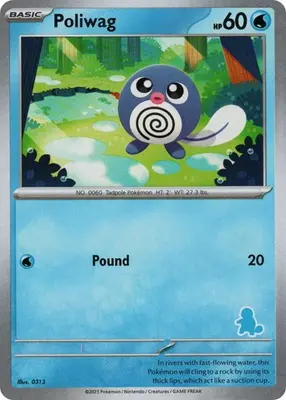 BASIC
Poliwag
HP 60
NO. 0060 Tadpole Pokémon HT: 2' WT: 27.3 lbs.
Pound 20
In rivers with fast-flowing water, this
Pokémon will cling to a rock by using its
thick lips, which act like a suction cup.
Illus. 0313
©2023 Pokémon / Nintendo / Creatures / GAME FREAK